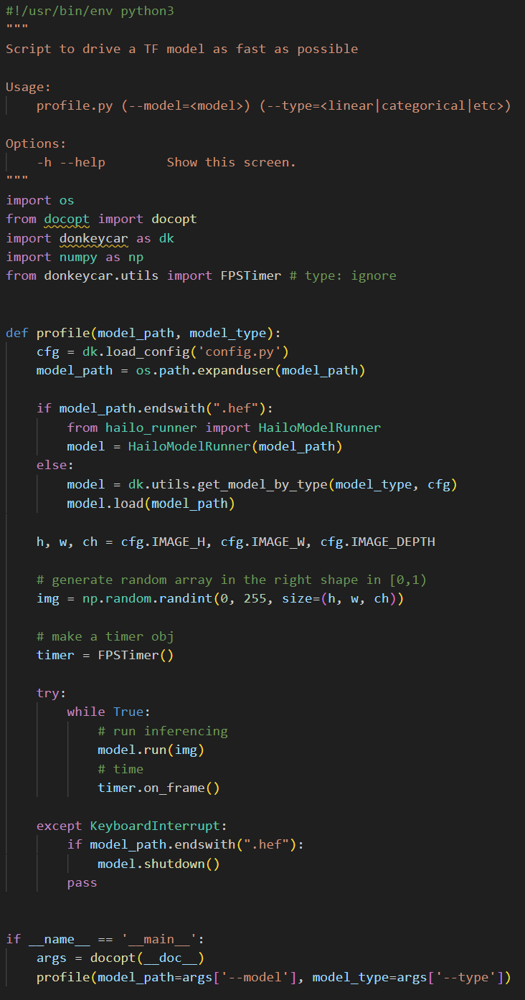 #!/usr/bin/env python3
"""
Script to drive a TF model as fast as possible

Usage:
    profile.py (--model=<model>) (--type=<linear|categorical|etc>)

Options:
    -h --help        Show this screen.
"""
import os
from docopt import docopt
import donkeycar as dk
import numpy as np
from donkeycar.utils import FPSTimer # type: ignore


def profile(model_path, model_type):
    cfg = dk.load_config('config.py')
    model_path = os.path.expanduser(model_path)

    if model_path.endswith(".hef"):
        from hailo_runner import HailoModelRunner
        model = HailoModelRunner(model_path)
    else:
        model = dk.utils.get_model_by_type(model_type, cfg)
        model.load(model_path)

    h, w, ch = cfg.IMAGE_H, cfg.IMAGE_W, cfg.IMAGE_DEPTH

    # generate random array in the right shape in [0,1)
    img = np.random.randint(0, 255, size=(h, w, ch))

    # make a timer obj
    timer = FPSTimer()

    try:
        while True:
            # run inferencing
            model.run(img)
            # time
            timer.on_frame()

    except KeyboardInterrupt:
        if model_path.endswith(".hef"):
            model.shutdown()
        pass


if __name__ == '__main__':
    args = docopt(__doc__)
    profile(model_path=args['--model'], model_type=args['--type'])